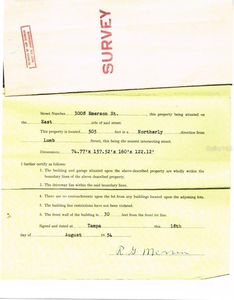 SURVEY
Street Number 3008 Emerson St. , this property being situated on
the East side of said street.
This property is located 505 feet in a Northerly direction from
Lumb Street, this being the nearest intersecting street.
Dimensions: 74.77' x 157.52' x 160' x 122.12'
I further certify as follows:
1. The building and garage situated upon the above-described property are wholly within the
boundary lines of the above described property.
2. The driveway lies within the said boundary lines.
4. There are no encroachments upon the lot from any buildings located upon the adjoining lots.
5. The building line restrictions have not been violated.
6. The front wall of the building is 30 feet from the front lot line.
Signed and dated at Tampa this 18th
day of August 19 54